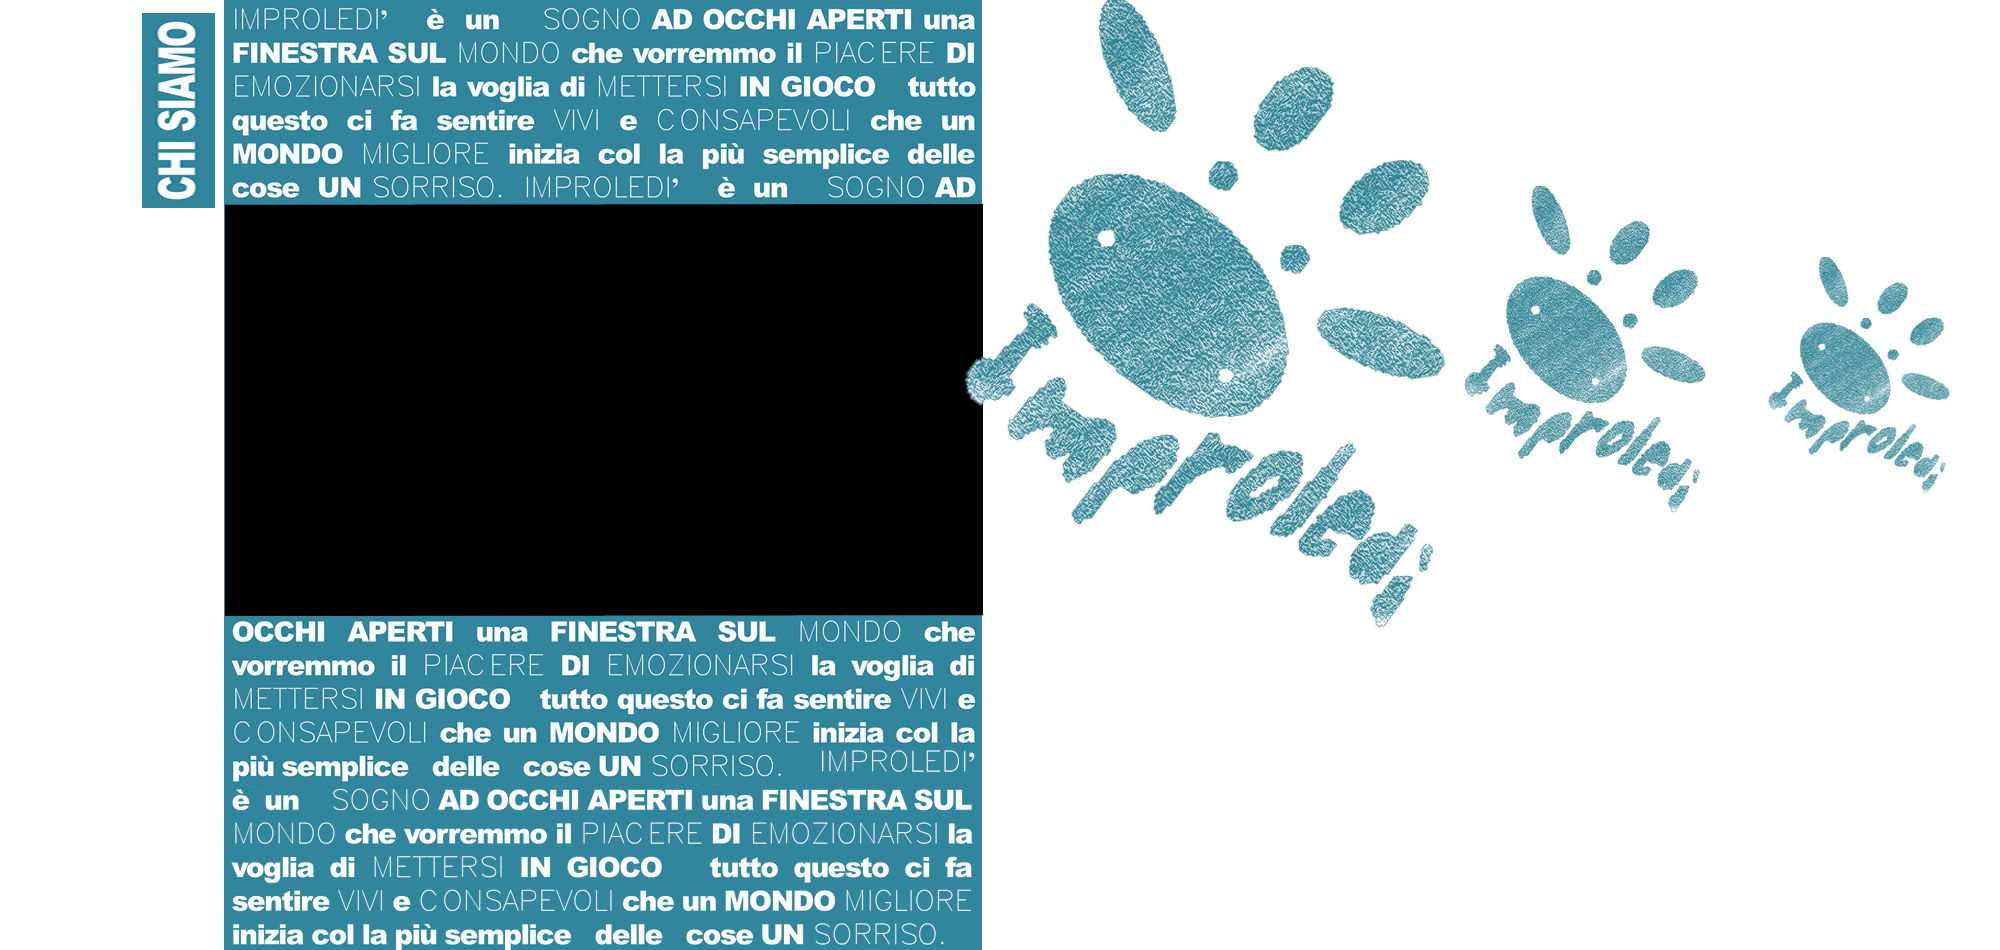 CHI SIAMO
IMPROLEDI’ è un SOGNO AD OCCHI APERTI una
FINESTRA SUL MONDO che vorremmo il PIACERE DI
EMOZIONARSI la voglia di METTERSI IN GIOCO tutto
questo ci fa sentire VIVI e CONSAPEVOLI che un
MONDO MIGLIORE inizia col la più semplice delle
cose UN SORRISO. IMPROLEDI’ è un SOGNO AD
OCCHI APERTI una FINESTRA SUL MONDO che
vorremmo il PIACERE DI EMOZIONARSI la voglia di
METTERSI IN GIOCO tutto questo ci fa sentire VIVI e
CONSAPEVOLI che un MONDO MIGLIORE inizia col la
più semplice delle cose UN SORRISO. IMPROLEDI’
è un SOGNO AD OCCHI APERTI una FINESTRA SUL
MONDO che vorremmo il PIACERE DI EMOZIONARSI la
voglia di METTERSI IN GIOCO tutto questo ci fa
sentire VIVI e CONSAPEVOLI che un MONDO MIGLIORE
inizia col la più semplice delle cose UN SORRISO.
Improledi
Improledi
Improledi